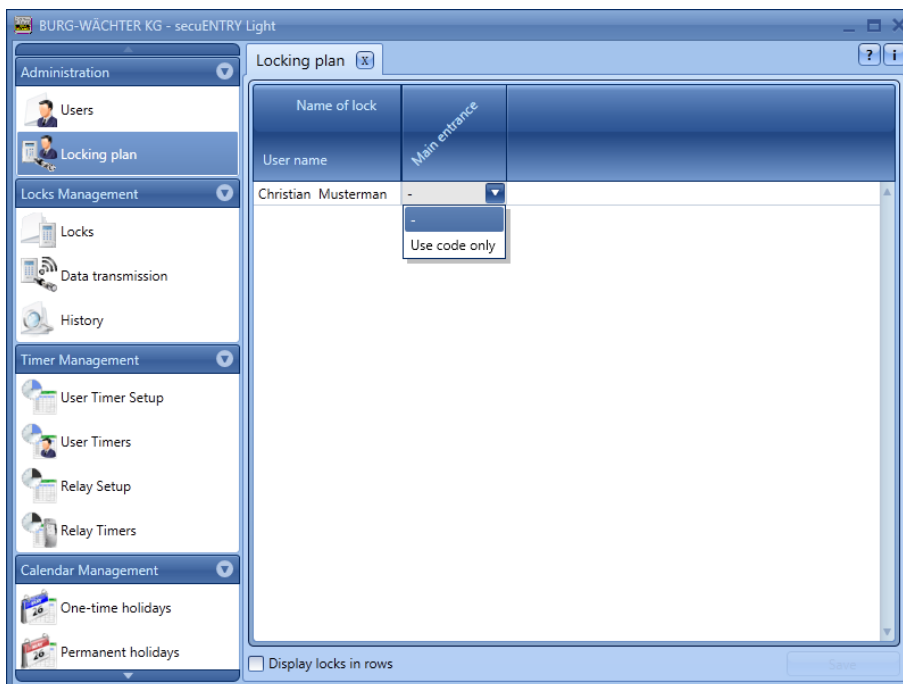 BURG-WÄCHTER KG - secuENTRY Light
Administration
Users
Locking plan
Locks Management
Locks
Data transmission
History
Timer Management
User Timer Setup
User Timers
Relay Setup
Relay Timers
Calendar Management
One-time holidays
Permanent holidays
Locking plan x
? i
Name of lock
Main entrance
User name
Christian Musterman -
-
Use code only
Display locks in rows
Save